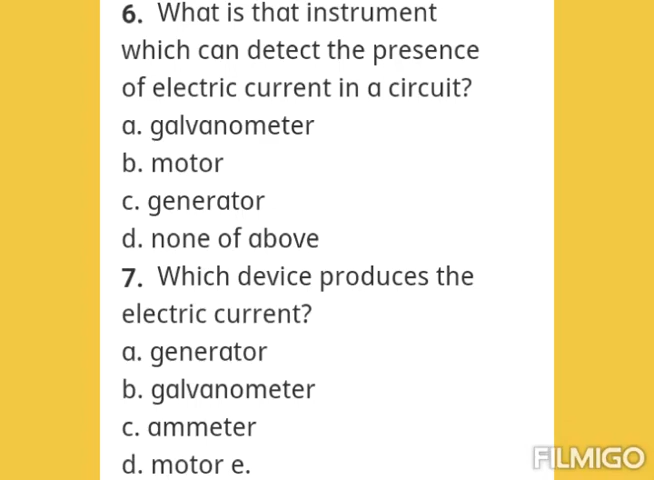 6. What is that instrument
which can detect the presence
of electric current in a circuit?
a. galvanometer
b. motor
c. generator
d. none of above
7. Which device produces the
electric current?
a. generator
b. galvanometer
c. ammeter
d. motor e.
FILMIGO